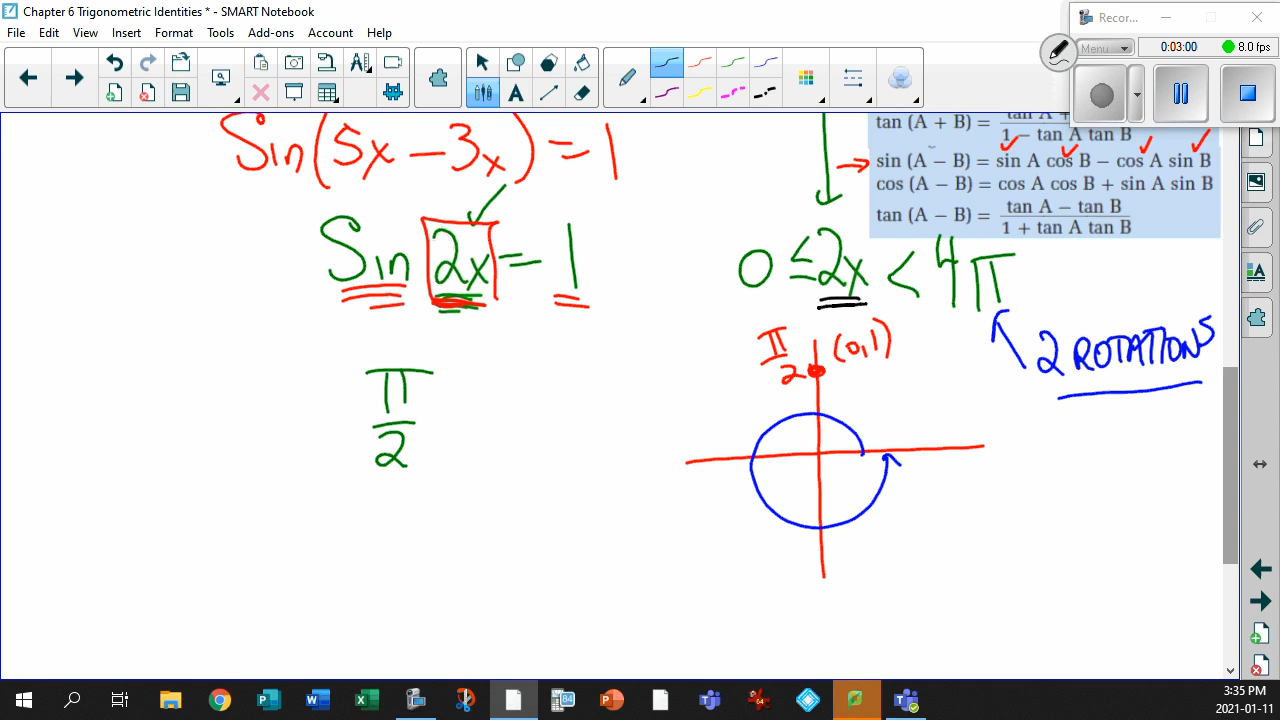 Chapter 6 Trigonometric Identities * - SMART Notebook
File Edit View Insert Format Tools Add-ons Account Help
Recor...
Menu
0:03:00
8.0 fps
tan (A + B) =
1 − tan A tan B
Sin(5x − 3x) = 1
sin (A − B) = sin A cos B − cos A sin B
cos (A − B) = cos A cos B + sin A sin B
tan (A − B) = tan A − tan B
1 + tan A tan B
Sin 2x = 1
0 ≤ 2x < 4π
π/2 (0,1)
2 ROTATIONS
π/2
3:35 PM
2021-01-11